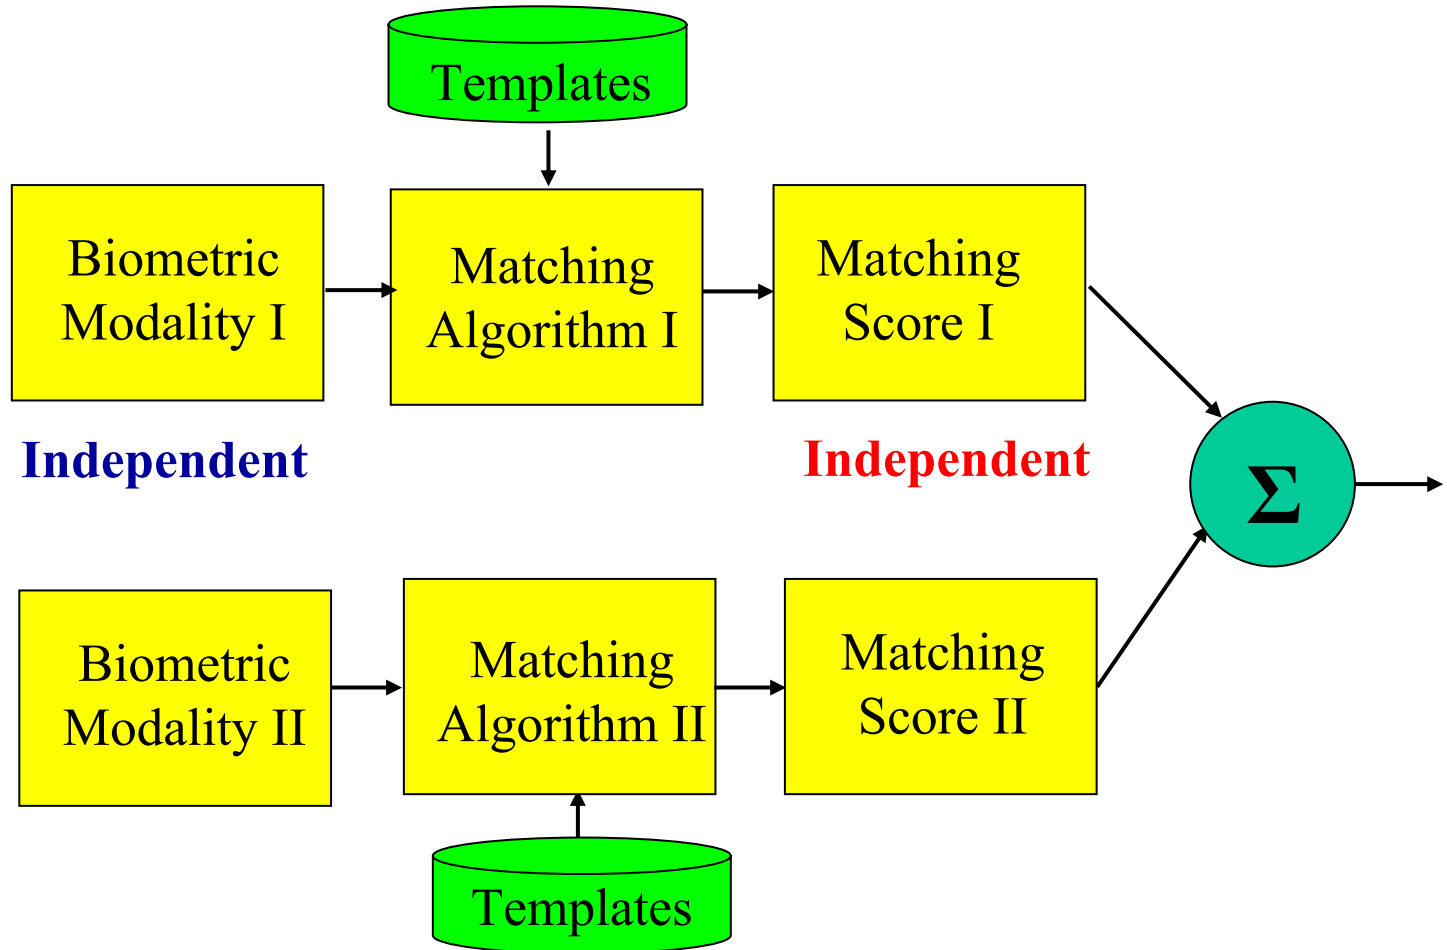 Templates
Biometric
Modality I
Matching
Algorithm I
Matching
Score I
Independent
Independent
Σ
Biometric
Modality II
Matching
Algorithm II
Matching
Score II
Templates